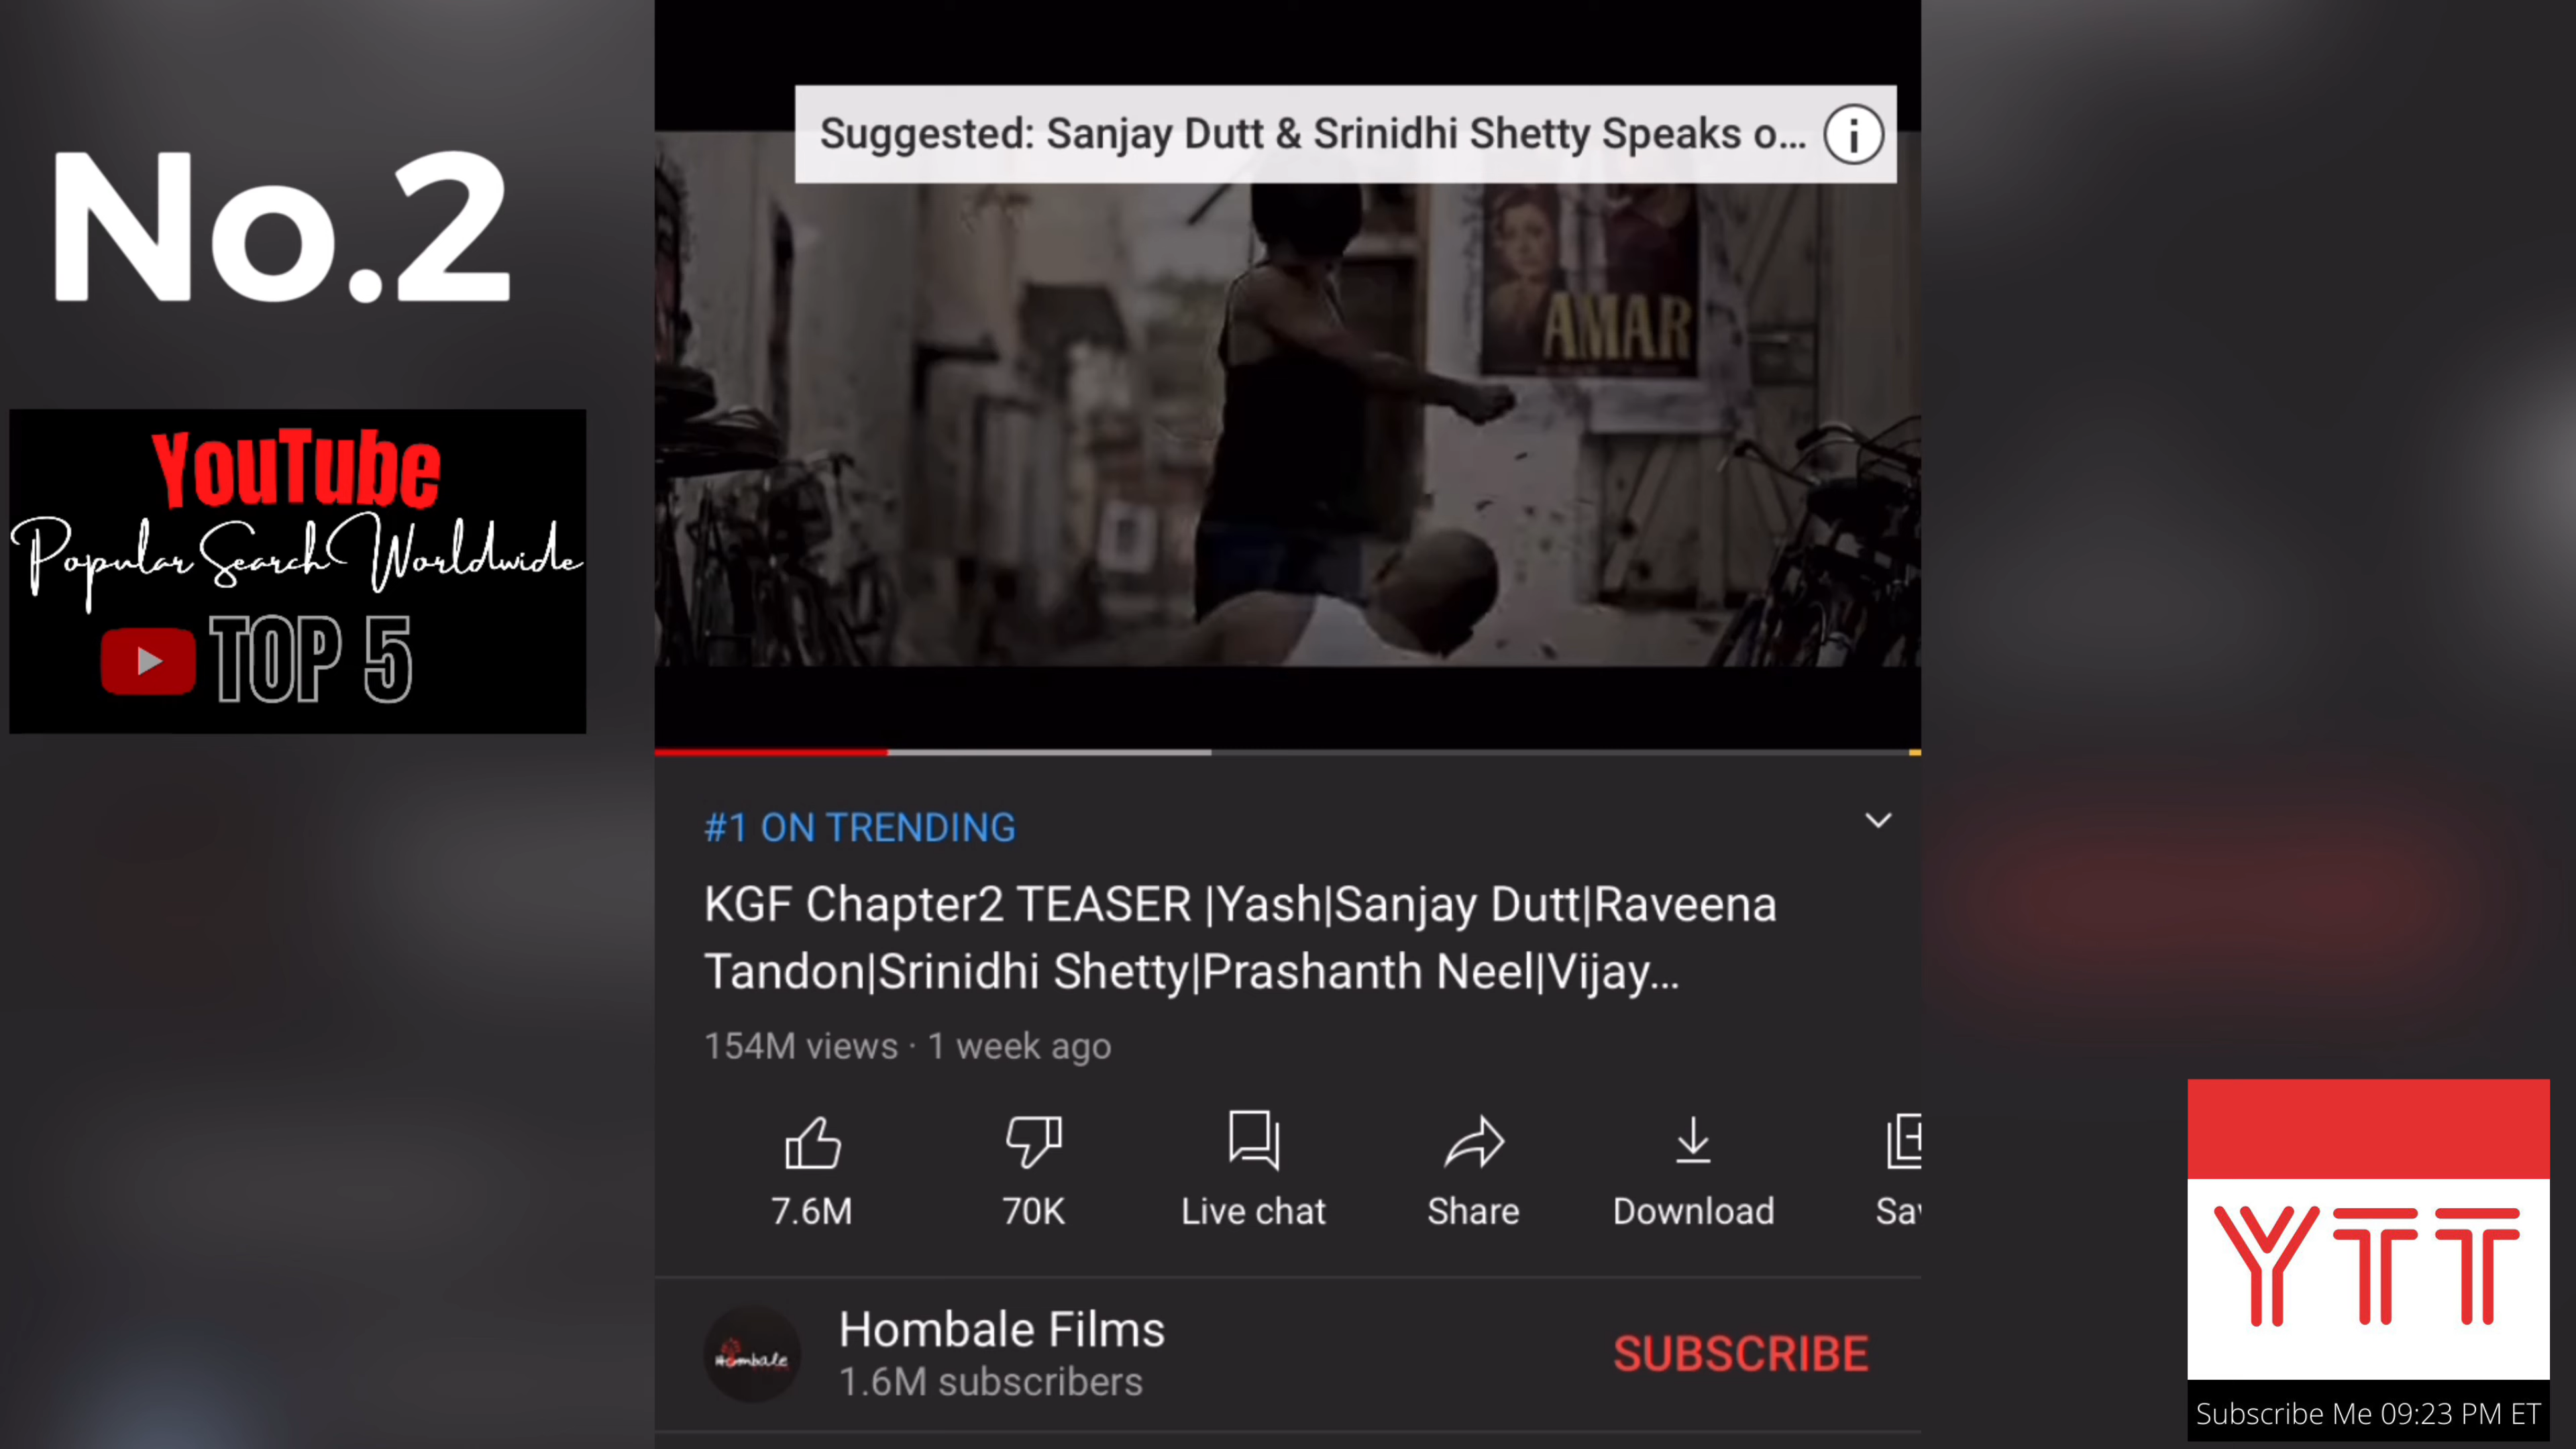 No.2
YouTube
Popular Search Worldwide
TOP 5
Suggested: Sanjay Dutt & Srinidhi Shetty Speaks o...
AMAR
#1 ON TRENDING
KGF Chapter2 TEASER |Yash|Sanjay Dutt|Raveena
Tandon|Srinidhi Shetty|Prashanth Neel|Vijay...
154M views · 1 week ago
7.6M
70K
Live chat
Share
Download
Sav
Hombale
Hombale Films
1.6M subscribers
SUBSCRIBE
YTT
Subscribe Me 09:23 PM ET